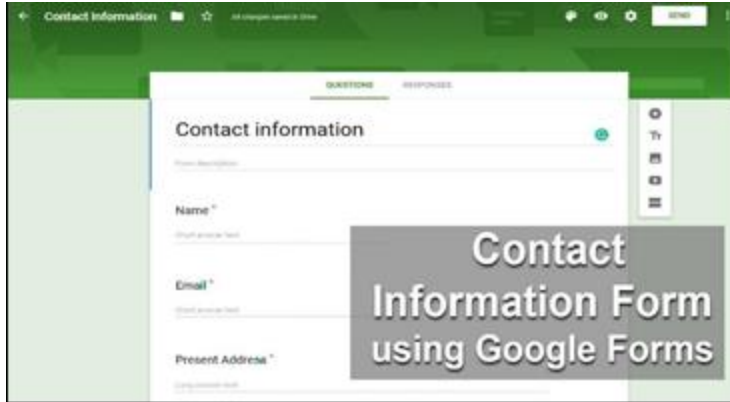 Contact Information
All changes saved in Drive
SEND
QUESTIONS RESPONSES
Contact information
Form description
Tт
Name *
Short answer text
Email *
Short answer text
Present Address *
Long answer text
Contact
Information Form
using Google Forms